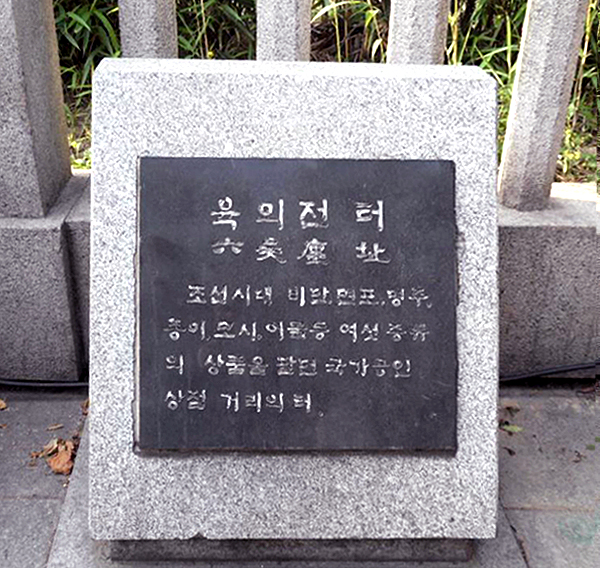 육의전 터
六矣廛 址
조선시대 비단,면포,명주,
종이,모시,어물등 여섯종류
의 상품을 팔던 국가공인
상점 거리의 터.